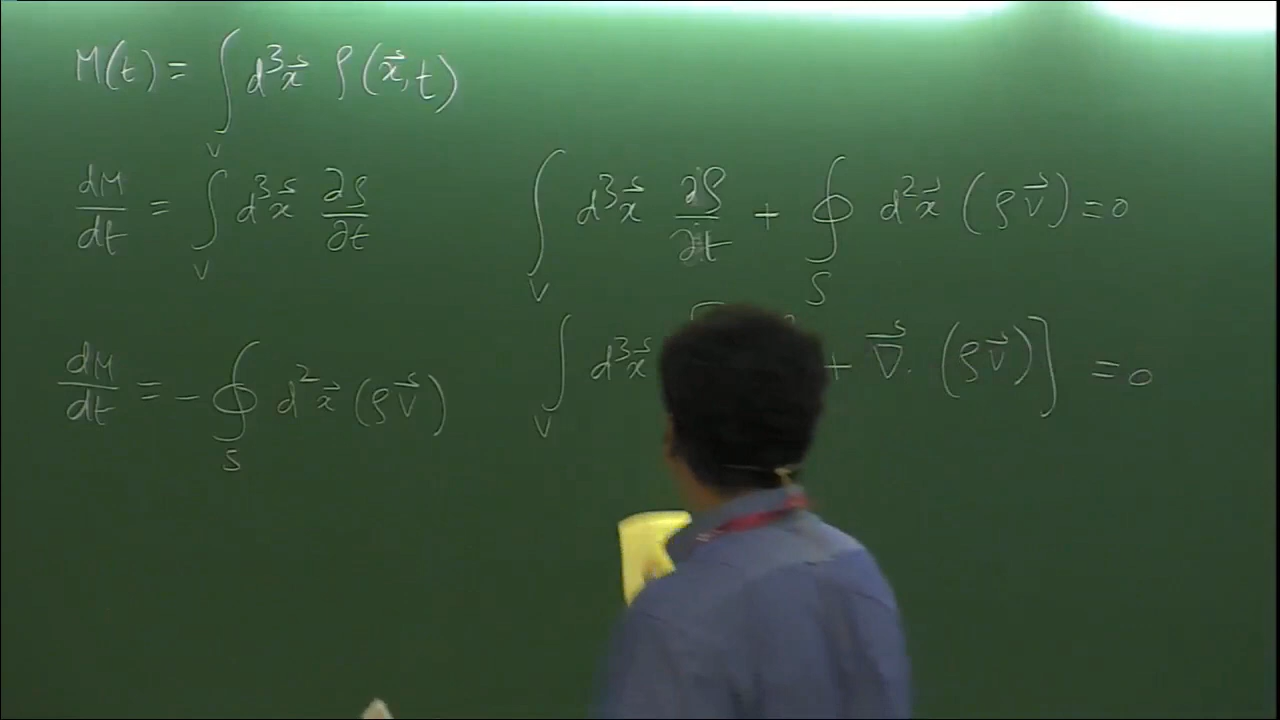 M(t) = ∫_V d³x⃗ ρ(x⃗,t)
dM/dt = ∫_V d³x⃗ ∂ρ/∂t
dM/dt = - ∮_S d²x⃗ (ρv⃗)
∫_V d³x⃗ ∂ρ/∂t + ∮_S d²x⃗ (ρv⃗) = 0
∫_V d³x⃗ [ + ∇⃗. (ρv⃗)] = 0